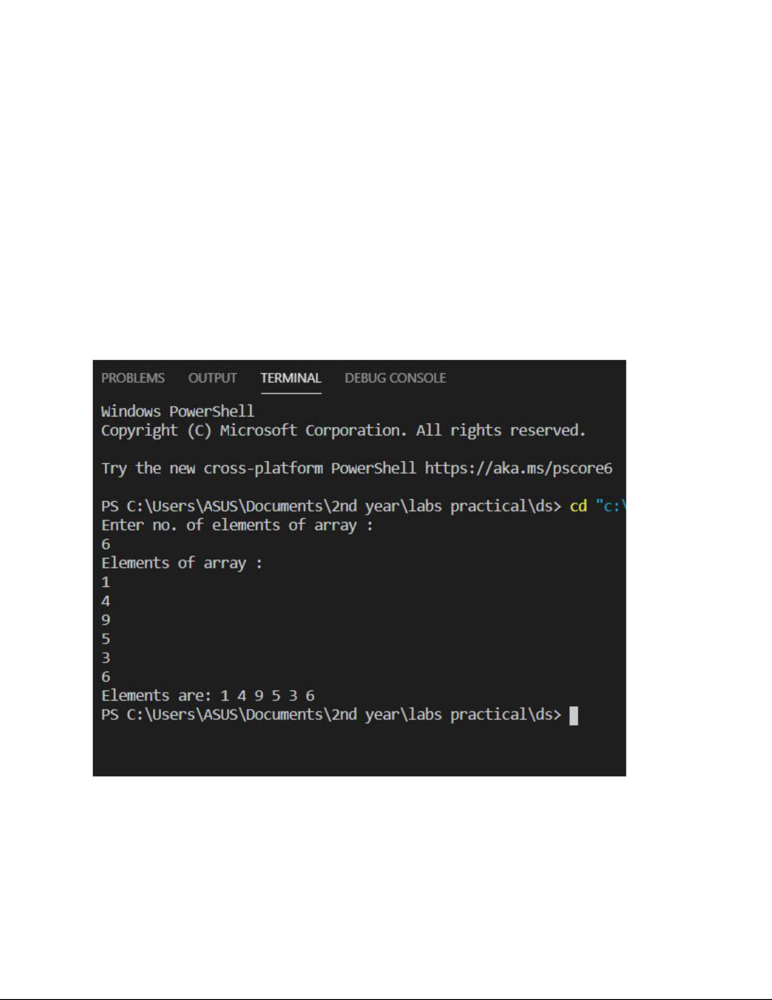 PROBLEMS OUTPUT TERMINAL DEBUG CONSOLE
Windows PowerShell
Copyright (C) Microsoft Corporation. All rights reserved.
Try the new cross-platform PowerShell https://aka.ms/pscore6
PS C:\Users\ASUS\Documents\2nd year\labs practical\ds> cd "c:\
Enter no. of elements of array :
6
Elements of array :
1
4
9
5
3
6
Elements are: 1 4 9 5 3 6
PS C:\Users\ASUS\Documents\2nd year\labs practical\ds>